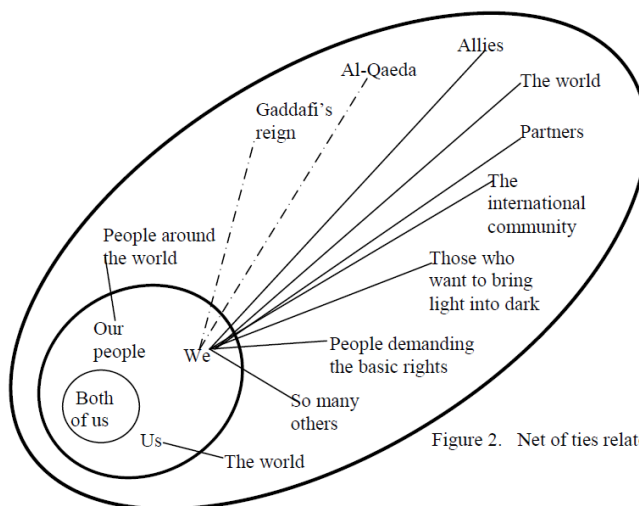 Allies
Al-Qaeda
The world
Gaddafi's
reign
Partners
The
international
community
People around
the world
Those who
want to bring
light into dark
Our
people
We
People demanding
the basic rights
Both
of us
So many
others
Us
The world
Figure 2. Net of ties relat